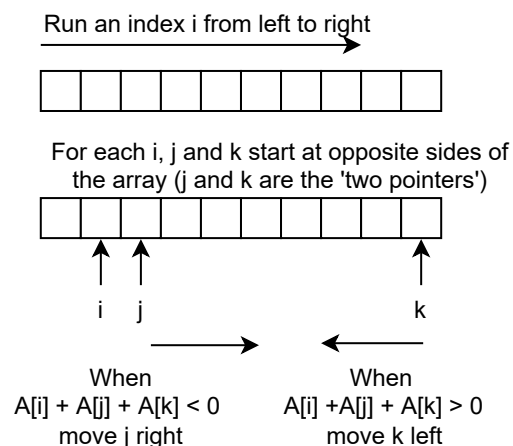 Run an index i from left to right
For each i, j and k start at opposite sides of
the array (j and k are the 'two pointers')
i j k
When
A[i] + A[j] + A[k] < 0
move j right
When
A[i] +A[j] + A[k] > 0
move k left